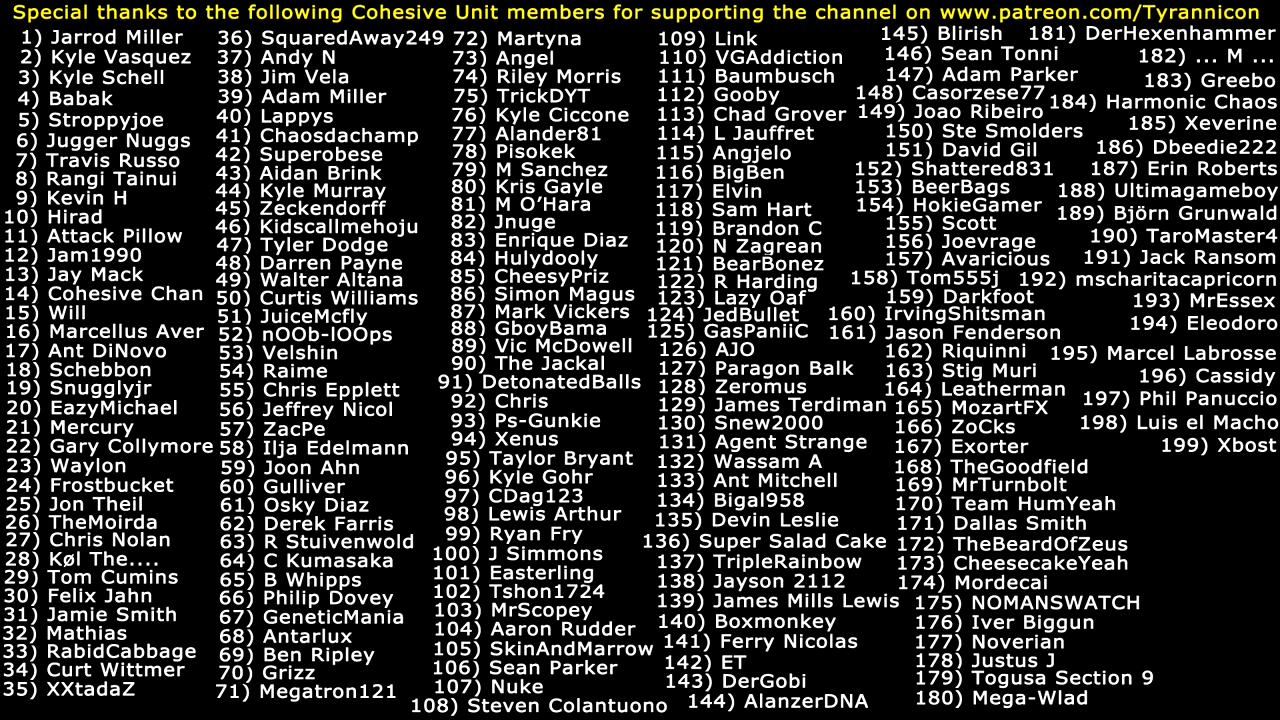 Special thanks to the following Cohesive Unit members for supporting the channel on www.patreon.com/Tyrannicon
1) Jarrod Miller
2) Kyle Vasquez
3) Kyle Schell
4) Babak
5) Stroppyjoe
6) Jugger Nuggs
7) Travis Russo
8) Rangi Tainui
9) Kevin H
10) Hirad
11) Attack Pillow
12) Jam1990
13) Jay Mack
14) Cohesive Chan
15) Will
16) Marcellus Aver
17) Ant DiNovo
18) Schebbon
19) Snugglyjr
20) EazyMichael
21) Mercury
22) Gary Collymore
23) Waylon
24) Frostbucket
25) Jon Theil
26) TheMoirda
27) Chris Nolan
28) Køl The....
29) Tom Cumins
30) Felix Jahn
31) Jamie Smith
32) Mathias
33) RabidCabbage
34) Curt Wittmer
35) XXtadaZ
36) SquaredAway249
37) Andy N
38) Jim Vela
39) Adam Miller
40) Lappys
41) Chaosdachamp
42) Superobese
43) Aidan Brink
44) Kyle Murray
45) Zeckendorff
46) Kidscallmehoju
47) Tyler Dodge
48) Darren Payne
49) Walter Altana
50) Curtis Williams
51) JuiceMcfly
52) nOOb-lOOps
53) Velshin
54) Raime
55) Chris Epplett
56) Jeffrey Nicol
57) ZacPe
58) Ilja Edelmann
59) Joon Ahn
60) Gulliver
61) Osky Diaz
62) Derek Farris
63) R Stuivenwold
64) C Kumasaka
65) B Whipps
66) Philip Dovey
67) GeneticMania
68) Antarlux
69) Ben Ripley
70) Grizz
71) Megatron121
72) Martyna
73) Angel
74) Riley Morris
75) TrickDYT
76) Kyle Ciccone
77) Alander81
78) Pisokek
79) M Sanchez
80) Kris Gayle
81) M O'Hara
82) Jnuge
83) Enrique Diaz
84) Hulydooly
85) CheesyPriz
86) Simon Magus
87) Mark Vickers
88) GboyBama
89) Vic McDowell
90) The Jackal
91) DetonatedBalls
92) Chris
93) Ps-Gunkie
94) Xenus
95) Taylor Bryant
96) Kyle Gohr
97) CDag123
98) Lewis Arthur
99) Ryan Fry
100) J Simmons
101) Easterling
102) Tshon1724
103) MrScopey
104) Aaron Rudder
105) SkinAndMarrow
106) Sean Parker
107) Nuke
108) Steven Colantuono
109) Link
110) VGAddiction
111) Baumbusch
112) Gooby
113) Chad Grover
114) L Jauffret
115) Angjelo
116) BigBen
117) Elvin
118) Sam Hart
119) Brandon C
120) N Zagrean
121) BearBonez
122) R Harding
123) Lazy Oaf
124) JedBullet
125) GasPaniiC
126) AJO
127) Paragon Balk
128) Zeromus
129) James Terdiman
130) Snew2000
131) Agent Strange
132) Wassam A
133) Ant Mitchell
134) Bigal958
135) Devin Leslie
136) Super Salad Cake
137) TripleRainbow
138) Jayson 2112
139) James Mills Lewis
140) Boxmonkey
141) Ferry Nicolas
142) ET
143) DerGobi
144) AlanzerDNA
145) Blirish
146) Sean Tonni
147) Adam Parker
148) Casorzese77
149) Joao Ribeiro
150) Ste Smolders
151) David Gil
152) Shattered831
153) BeerBags
154) HokieGamer
155) Scott
156) Joevrage
157) Avaricious
158) Tom555j
159) Darkfoot
160) IrvingShitsman
161) Jason Fenderson
162) Riquinni
163) Stig Muri
164) Leatherman
165) MozartFX
166) ZoCks
167) Exorter
168) TheGoodfield
169) MrTurnbolt
170) Team HumYeah
171) Dallas Smith
172) TheBeardOfZeus
173) CheesecakeYeah
174) Mordecai
175) NOMANSWATCH
176) Iver Biggun
177) Noverian
178) Justus J
179) Togusa Section 9
180) Mega-Wlad
181) DerHexenhammer
182) ... M ...
183) Greebo
184) Harmonic Chaos
185) Xeverine
186) Dbeedie222
187) Erin Roberts
188) Ultimagameboy
189) Björn Grunwald
190) TaroMaster4
191) Jack Ransom
192) mscharitacapricorn
193) MrEssex
194) Eleodoro
195) Marcel Labrosse
196) Cassidy
197) Phil Panuccio
198) Luis el Macho
199) Xbost